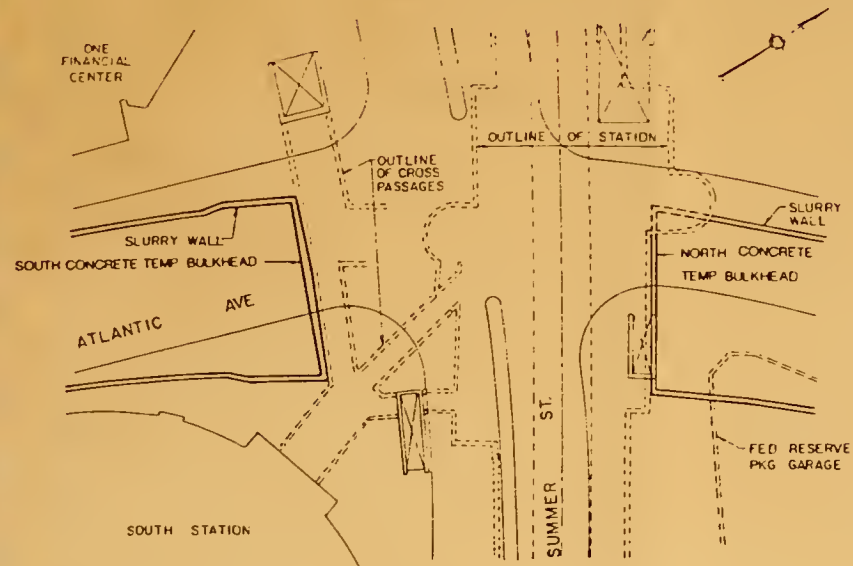 ONE
FINANCIAL
CENTER
OUTLINE OF STATION
OUTLINE
OF CROSS
PASSAGES
SLURRY
WALL
SLURRY WALL
SOUTH CONCRETE TEMP BULKHEAD
NORTH CONCRETE
TEMP BULKHEAD
ATLANTIC AVE
SUMMER ST.
FED RESERVE
PKG GARAGE
SOUTH STATION